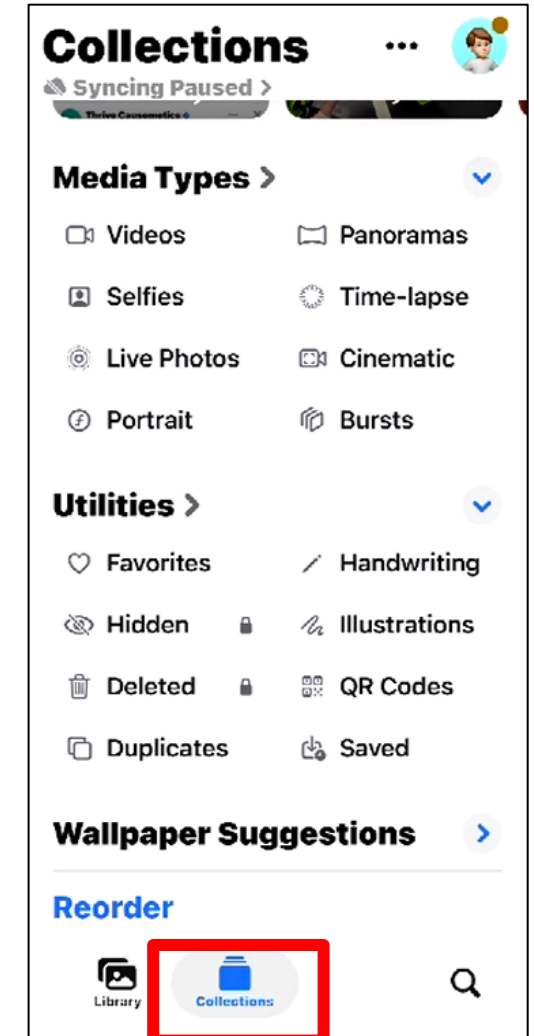 Collections
Syncing Paused >
Thrive Causemetics
Media Types >
Videos
Panoramas
Selfies
Time-lapse
Live Photos
Cinematic
Portrait
Bursts
Utilities >
Favorites
Handwriting
Hidden
Illustrations
Deleted
QR Codes
Duplicates
Saved
Wallpaper Suggestions >
Reorder
Library
Collections